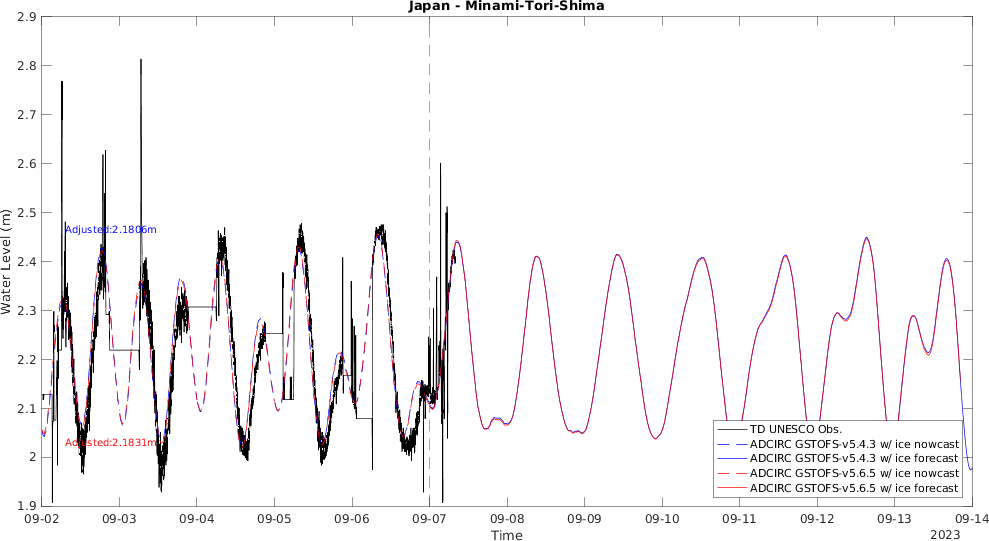 Japan - Minami-Tori-Shima
2.9
2.8
2.7
2.6
2.5
2.4
2.3
2.2
2.1
2
1.9
Water Level (m)
Adjusted:2.1806m
Adjusted:2.1831m
TD UNESCO Obs.
ADCIRC GSTOFS-v5.4.3 w/ ice nowcast
ADCIRC GSTOFS-v5.4.3 w/ ice forecast
ADCIRC GSTOFS-v5.6.5 w/ ice nowcast
ADCIRC GSTOFS-v5.6.5 w/ ice forecast
09-02 09-03 09-04 09-05 09-06 09-07 09-08 09-09 09-10 09-11 09-12 09-13 09-14
Time
2023